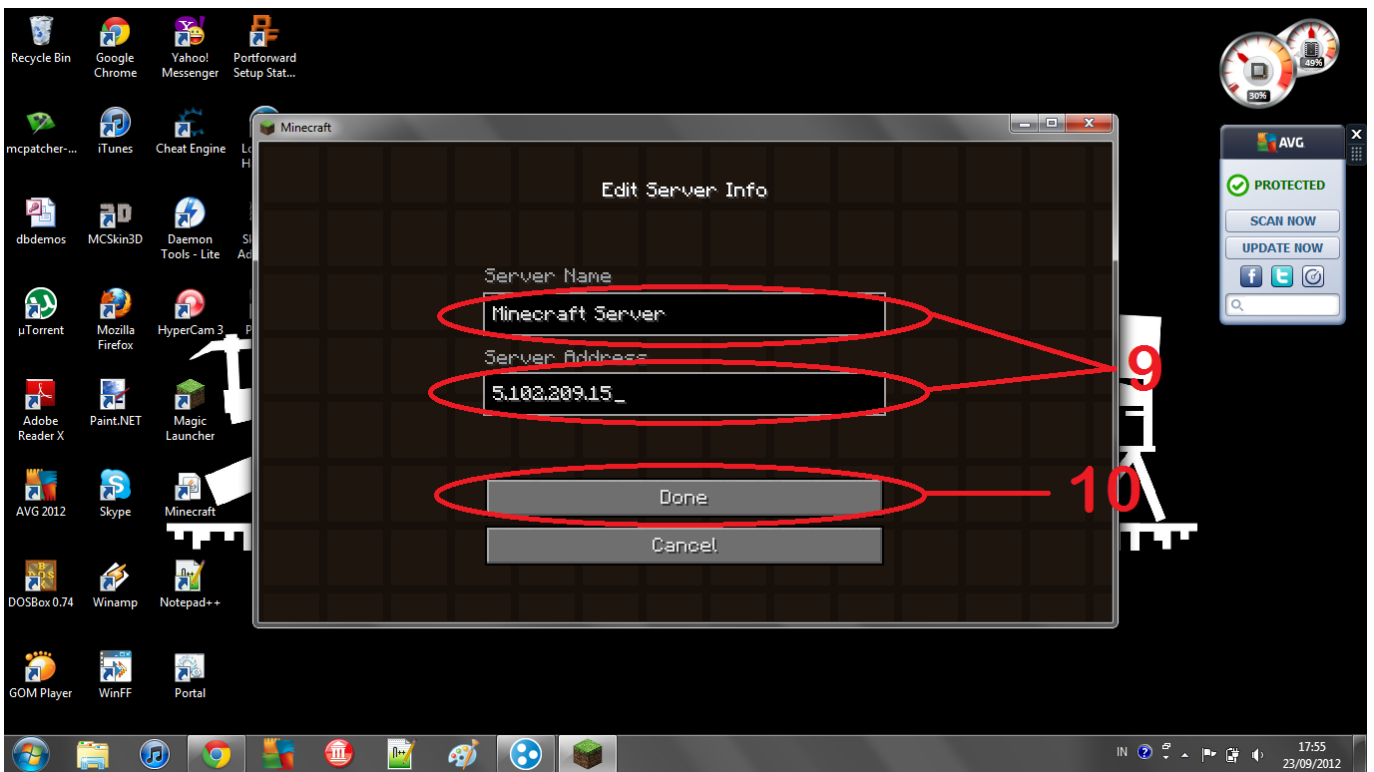 Recycle Bin
Google
Chrome
Yahoo!
Messenger
Portforward
Setup Stat...
mcpatcher-...
iTunes
Cheat Engine
Lo
H
dbdemos
MCSkin3D
Daemon
Tools - Lite
Sk
Ad
µTorrent
Mozilla
Firefox
HyperCam 3
P
Adobe
Reader X
Paint.NET
Magic
Launcher
AVG 2012
Skype
Minecraft
DOSBox 0.74
Winamp
Notepad++
GOM Player
WinFF
Portal
Minecraft
Edit Server Info
Server Name
Minecraft Server
Server Address
5.102.209.15_
Done
Cancel
9
10
49%
30%
AVG
X
PROTECTED
SCAN NOW
UPDATE NOW
IN
17:55
23/09/2012